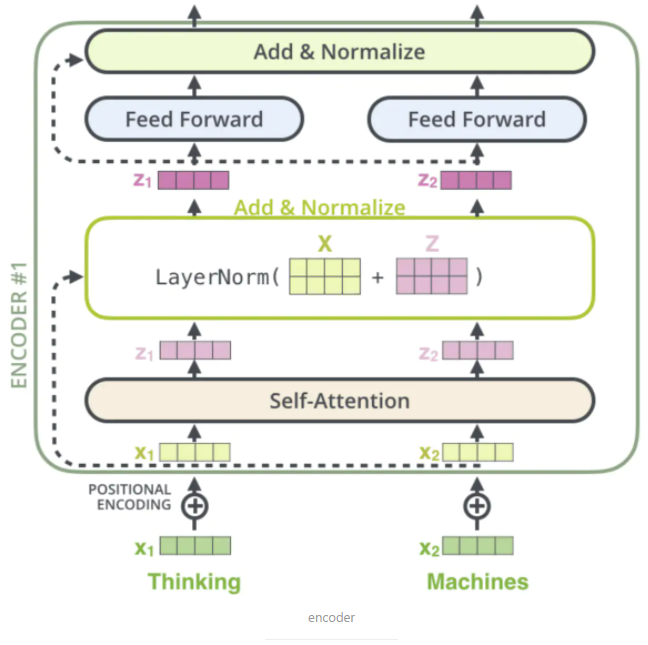 Add & Normalize
Feed Forward
Feed Forward
z1
z2
Add & Normalize
X
Z
LayerNorm(
+
)
z1
z2
Self-Attention
x1
x2
ENCODER #1
POSITIONAL
ENCODING
x1
x2
Thinking
Machines
encoder